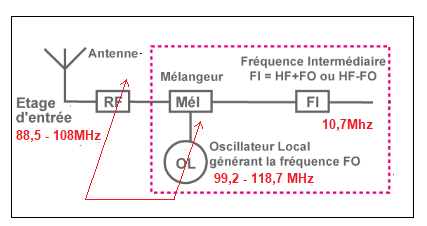 Antenne
Fréquence Intermédiaire
FI = HF+FO ou HF-FO
Mélangeur
Etage
d'entrée
88,5 - 108MHz
RF
Mél
FI
10,7Mhz
OL
Oscillateur Local
générant la fréquence FO
99,2 - 118,7 MHz